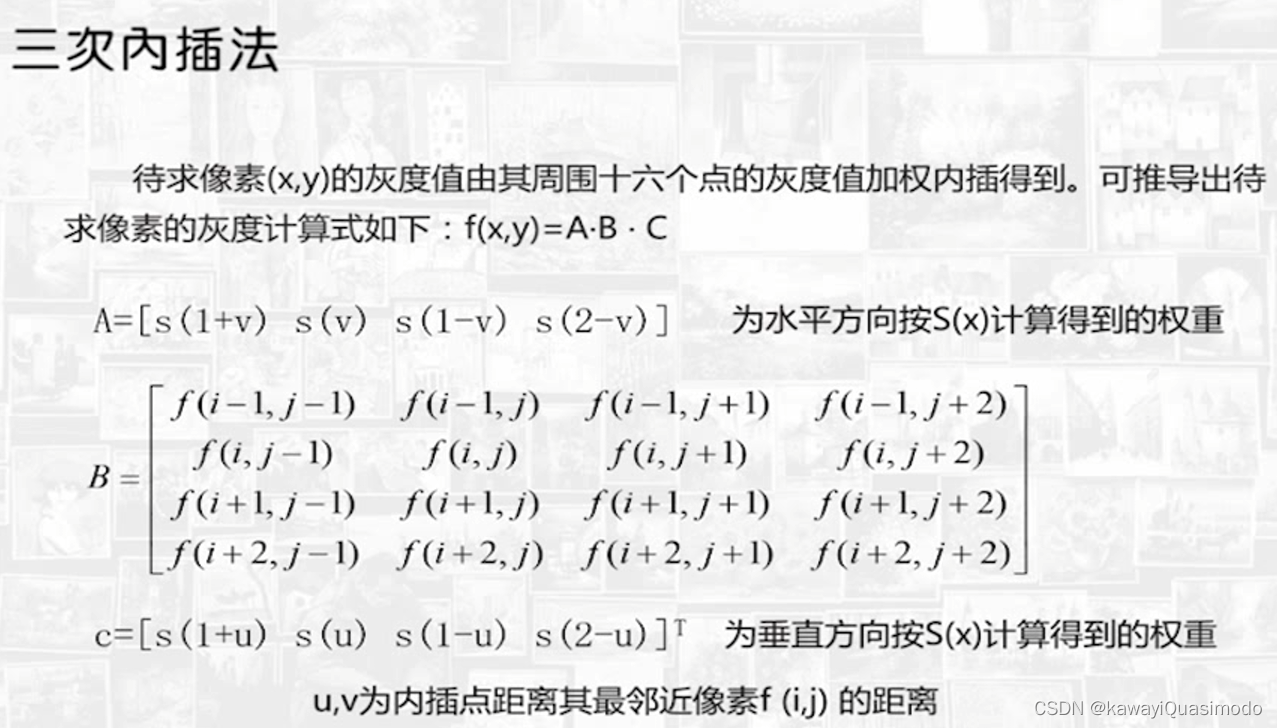 三次内插法
待求像素(x,y)的灰度值由其周围十六个点的灰度值加权内插得到。可推导出待
求像素的灰度计算式如下：f(x,y)=A·B · C
A=[s(1+v) s(v) s(1-v) s(2-v)] 为水平方向按S(x)计算得到的权重
f(i−1, j−1) f(i−1, j) f(i−1, j+1) f(i−1, j+2)
f(i, j−1) f(i, j) f(i, j+1) f(i, j+2)
B =
f(i+1, j−1) f(i+1, j) f(i+1, j+1) f(i+1, j+2)
f(i+2, j−1) f(i+2, j) f(i+2, j+1) f(i+2, j+2)
c=[s(1+u) s(u) s(1-u) s(2-u)]ᵀ 为垂直方向按S(x)计算得到的权重
u,v为内插点距离其最邻近像素f (i,j) 的距离
CSDN @kawayiQuasimodo